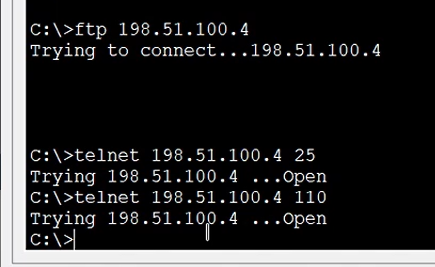 C:\>ftp 198.51.100.4
Trying to connect...198.51.100.4
C:\>telnet 198.51.100.4 25
Trying 198.51.100.4 ...Open
C:\>telnet 198.51.100.4 110
Trying 198.51.100.4 ...Open
C:\>